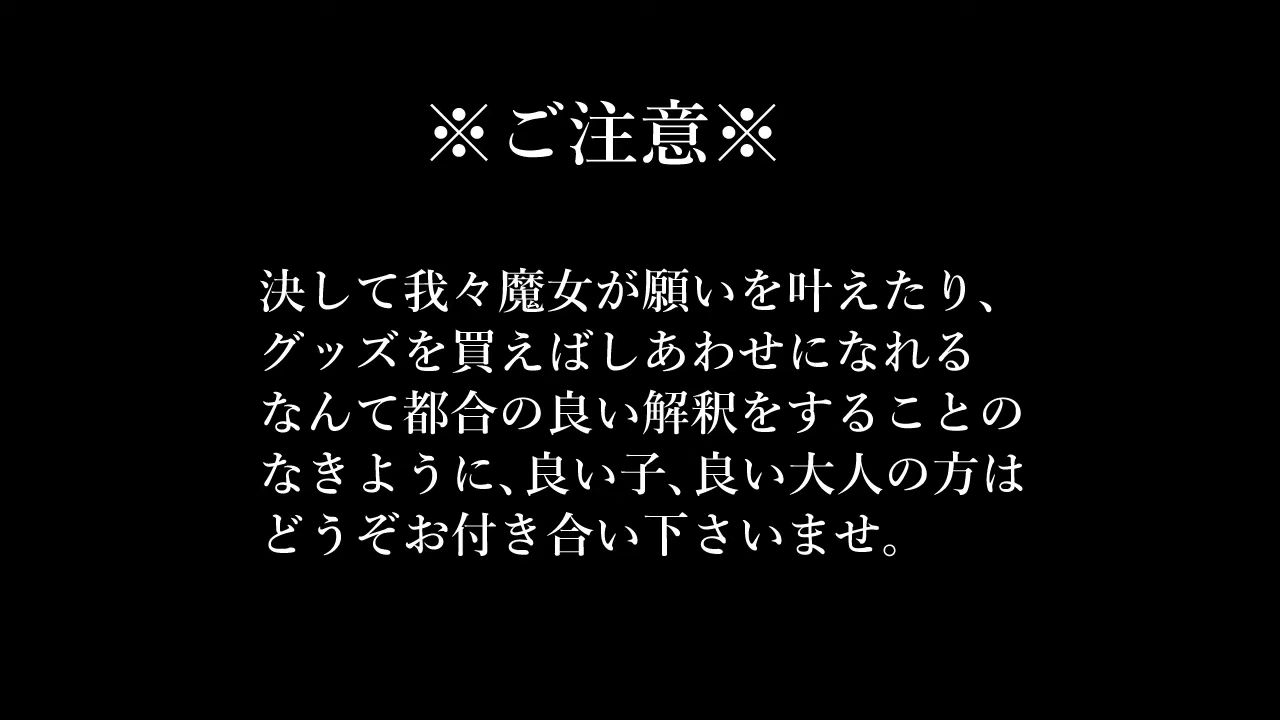 ※ご注意※
決して我々魔女が願いを叶えたり、
グッズを買えばしあわせになれる
なんて都合の良い解釈をすることの
なきように、良い子、良い大人の方は
どうぞお付き合い下さいませ。